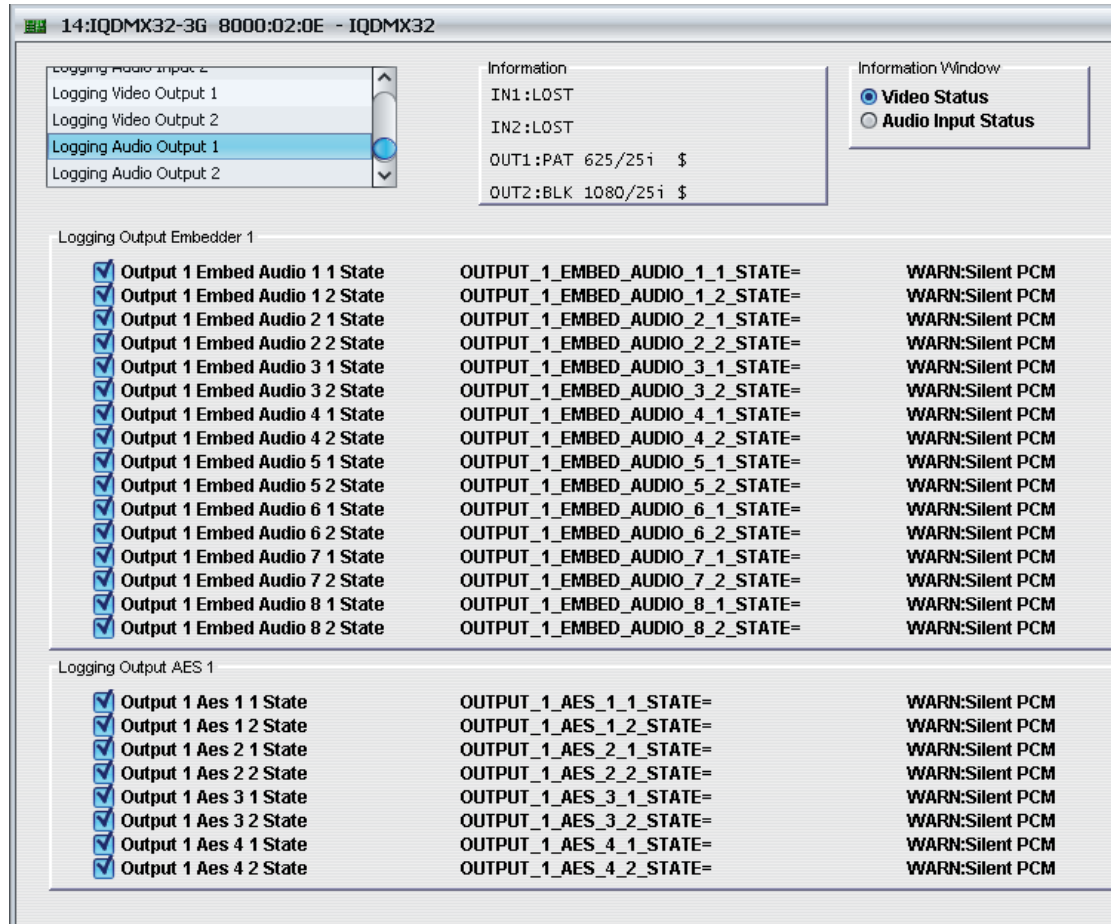 14:IQDMX32-3G 8000:02:0E - IQDMX32
Logging Audio Input 2
Logging Video Output 1
Logging Video Output 2
Logging Audio Output 1
Logging Audio Output 2
Information
IN1:LOST
IN2:LOST
OUT1:PAT 625/25i $
OUT2:BLK 1080/25i $
Information Window
Video Status
Audio Input Status
Logging Output Embedder 1
Output 1 Embed Audio 1 1 State OUTPUT_1_EMBED_AUDIO_1_1_STATE= WARN:Silent PCM
Output 1 Embed Audio 1 2 State OUTPUT_1_EMBED_AUDIO_1_2_STATE= WARN:Silent PCM
Output 1 Embed Audio 2 1 State OUTPUT_1_EMBED_AUDIO_2_1_STATE= WARN:Silent PCM
Output 1 Embed Audio 2 2 State OUTPUT_1_EMBED_AUDIO_2_2_STATE= WARN:Silent PCM
Output 1 Embed Audio 3 1 State OUTPUT_1_EMBED_AUDIO_3_1_STATE= WARN:Silent PCM
Output 1 Embed Audio 3 2 State OUTPUT_1_EMBED_AUDIO_3_2_STATE= WARN:Silent PCM
Output 1 Embed Audio 4 1 State OUTPUT_1_EMBED_AUDIO_4_1_STATE= WARN:Silent PCM
Output 1 Embed Audio 4 2 State OUTPUT_1_EMBED_AUDIO_4_2_STATE= WARN:Silent PCM
Output 1 Embed Audio 5 1 State OUTPUT_1_EMBED_AUDIO_5_1_STATE= WARN:Silent PCM
Output 1 Embed Audio 5 2 State OUTPUT_1_EMBED_AUDIO_5_2_STATE= WARN:Silent PCM
Output 1 Embed Audio 6 1 State OUTPUT_1_EMBED_AUDIO_6_1_STATE= WARN:Silent PCM
Output 1 Embed Audio 6 2 State OUTPUT_1_EMBED_AUDIO_6_2_STATE= WARN:Silent PCM
Output 1 Embed Audio 7 1 State OUTPUT_1_EMBED_AUDIO_7_1_STATE= WARN:Silent PCM
Output 1 Embed Audio 7 2 State OUTPUT_1_EMBED_AUDIO_7_2_STATE= WARN:Silent PCM
Output 1 Embed Audio 8 1 State OUTPUT_1_EMBED_AUDIO_8_1_STATE= WARN:Silent PCM
Output 1 Embed Audio 8 2 State OUTPUT_1_EMBED_AUDIO_8_2_STATE= WARN:Silent PCM
Logging Output AES 1
Output 1 Aes 1 1 State OUTPUT_1_AES_1_1_STATE= WARN:Silent PCM
Output 1 Aes 1 2 State OUTPUT_1_AES_1_2_STATE= WARN:Silent PCM
Output 1 Aes 2 1 State OUTPUT_1_AES_2_1_STATE= WARN:Silent PCM
Output 1 Aes 2 2 State OUTPUT_1_AES_2_2_STATE= WARN:Silent PCM
Output 1 Aes 3 1 State OUTPUT_1_AES_3_1_STATE= WARN:Silent PCM
Output 1 Aes 3 2 State OUTPUT_1_AES_3_2_STATE= WARN:Silent PCM
Output 1 Aes 4 1 State OUTPUT_1_AES_4_1_STATE= WARN:Silent PCM
Output 1 Aes 4 2 State OUTPUT_1_AES_4_2_STATE= WARN:Silent PCM